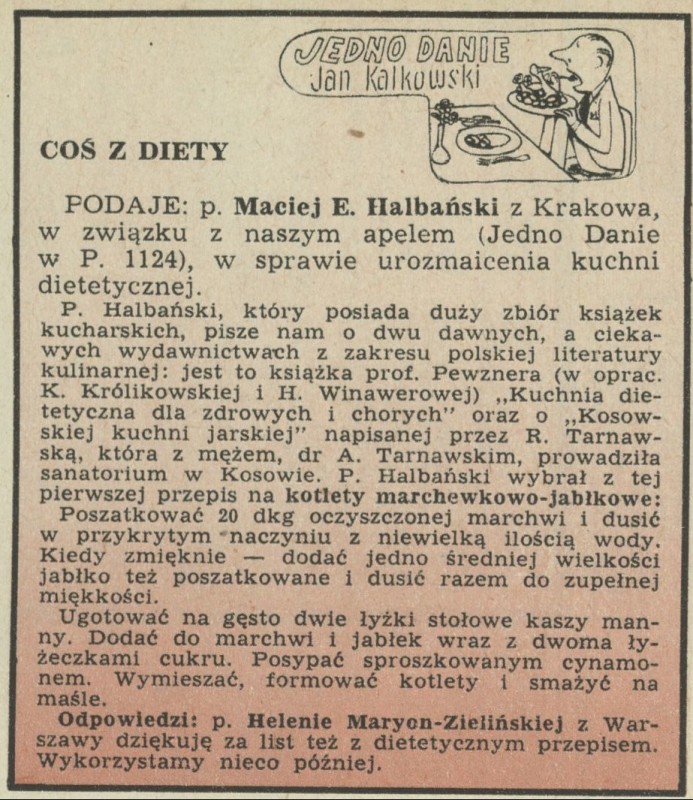 JEDNO DANIE
Jan Kalkowski
COŚ Z DIETY
PODAJE: p. Maciej E. Halbański z Krakowa,
w związku z naszym apelem (Jedno Danie
w P. 1124), w sprawie urozmaicenia kuchni
dietetycznej.
P. Halbański, który posiada duży zbiór książek
kucharskich, pisze nam o dwu dawnych, a cieka-
wych wydawnictwach z zakresu polskiej literatury
kulinarnej: jest to książka prof. Pewznera (w oprac.
K. Królikowskiej i H. Winawerowej) „Kuchnia die-
tetyczna dla zdrowych i chorych" oraz o „Kosow-
skiej kuchni jarskiej" napisanej przez R. Tarnaw-
ską, która z mężem, dr A. Tarnawskim, prowadziła
sanatorium w Kosowie. P. Halbański wybrał z tej
pierwszej przepis na kotlety marchewkowo-jabłkowe:
Poszatkować 20 dkg oczyszczonej marchwi i dusić
w przykrytym naczyniu z niewielką ilością wody.
Kiedy zmięknie — dodać jedno średniej wielkości
jabłko też poszatkowane i dusić razem do zupełnej
miękkości.
Ugotować na gęsto dwie łyżki stołowe kaszy man-
ny. Dodać do marchwi i jabłek wraz z dwoma ły-
żeczkami cukru. Posypać sproszkowanym cynamo-
nem. Wymieszać, formować kotlety i smażyć na
maśle.
Odpowiedzi: p. Helenie Maryon-Zielińskiej z War-
szawy dziękuję za list też z dietetycznym przepisem.
Wykorzystamy nieco później.